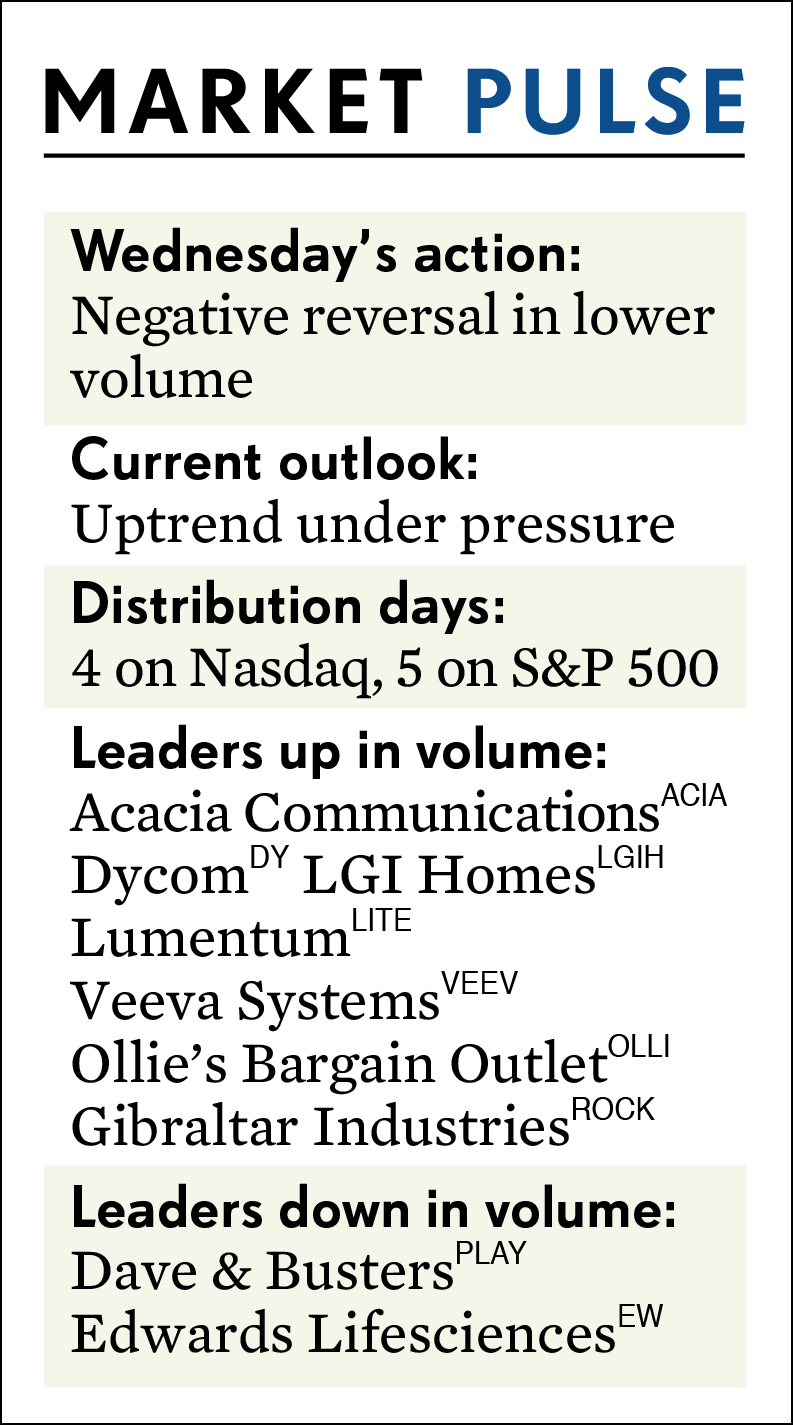 MARKET PULSE
Wednesday’s action:
Negative reversal in lower
volume
Current outlook:
Uptrend under pressure
Distribution days:
4 on Nasdaq, 5 on S&P 500
Leaders up in volume:
Acacia Communications ACIA
Dycom DY LGI Homes LGIH
Lumentum LITE
Veeva Systems VEEV
Ollie’s Bargain Outlet OLLI
Gibraltar Industries ROCK
Leaders down in volume:
Dave & Busters PLAY
Edwards Lifesciences EW